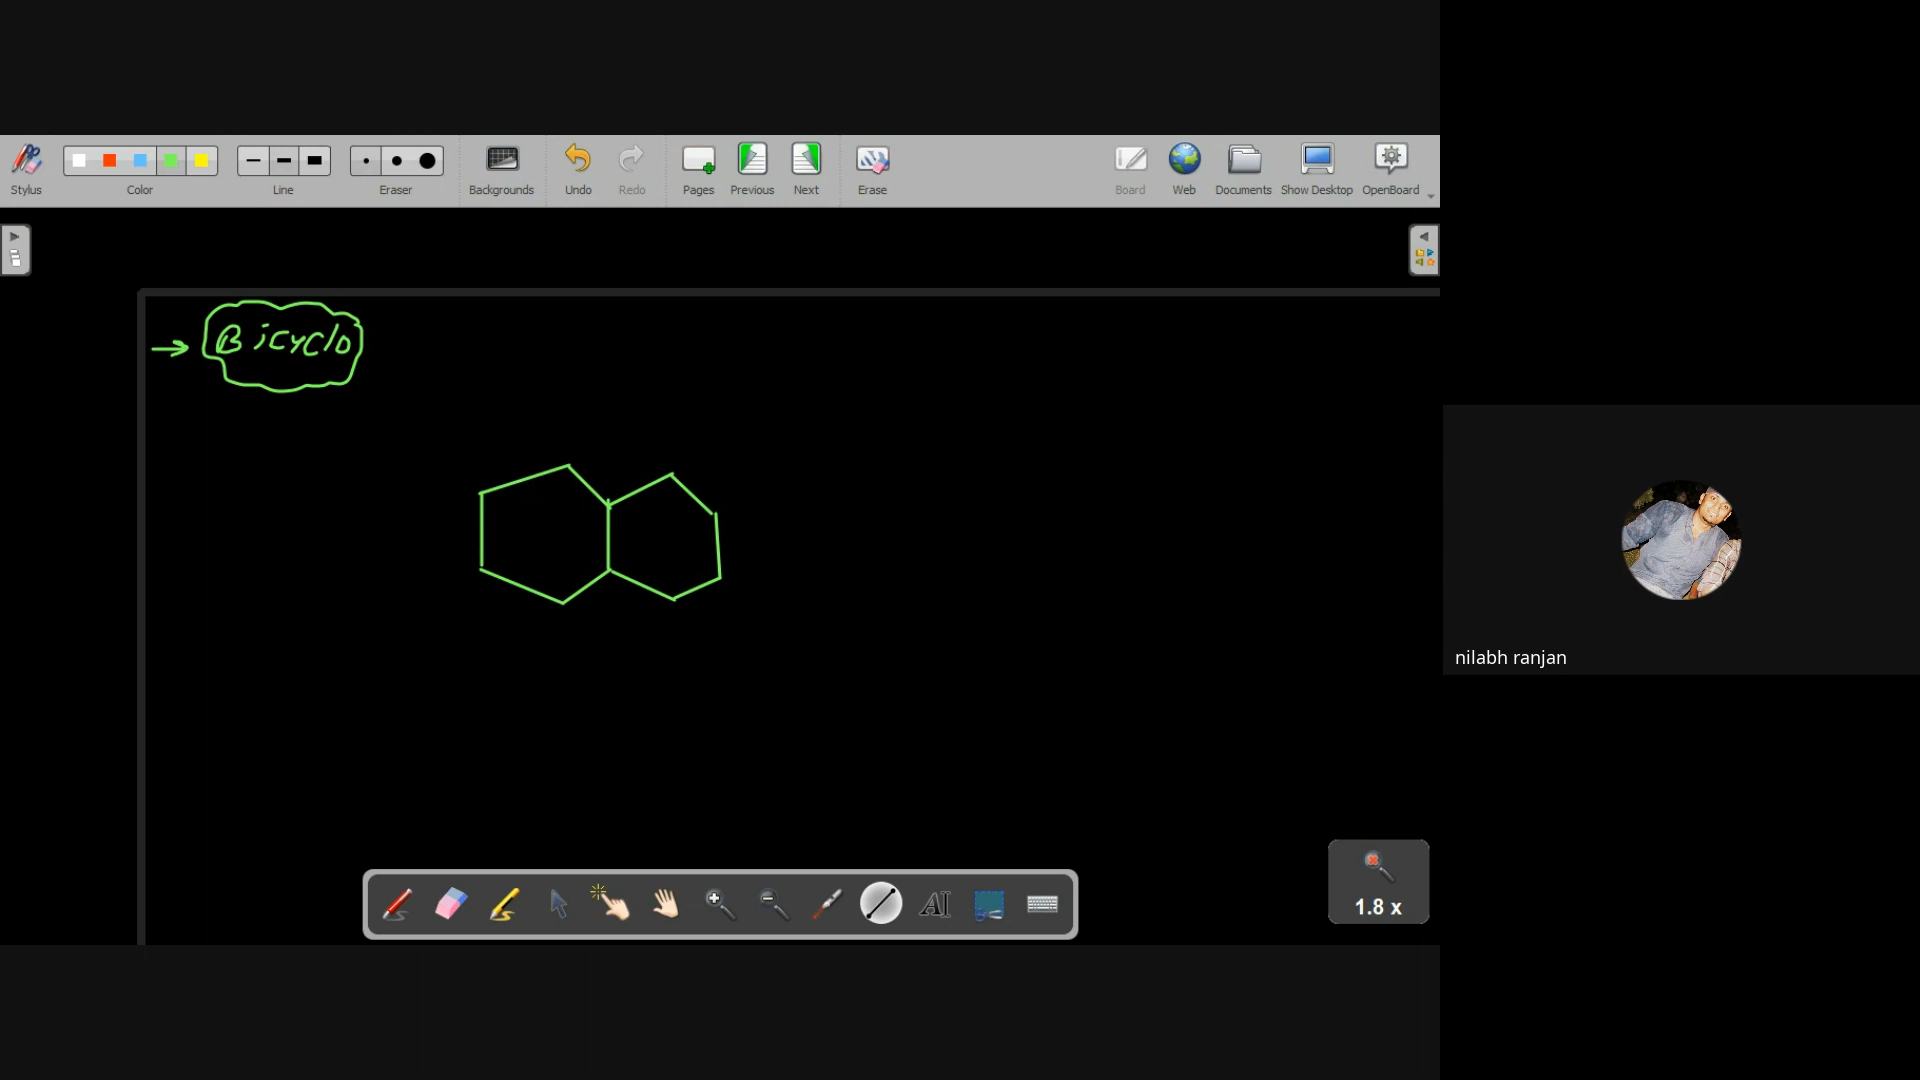 Stylus Color Line Eraser Backgrounds Undo Redo Pages Previous Next Erase Board Web Documents Show Desktop OpenBoard
→ Bicyclo
nilabh ranjan
AI
1.8 x